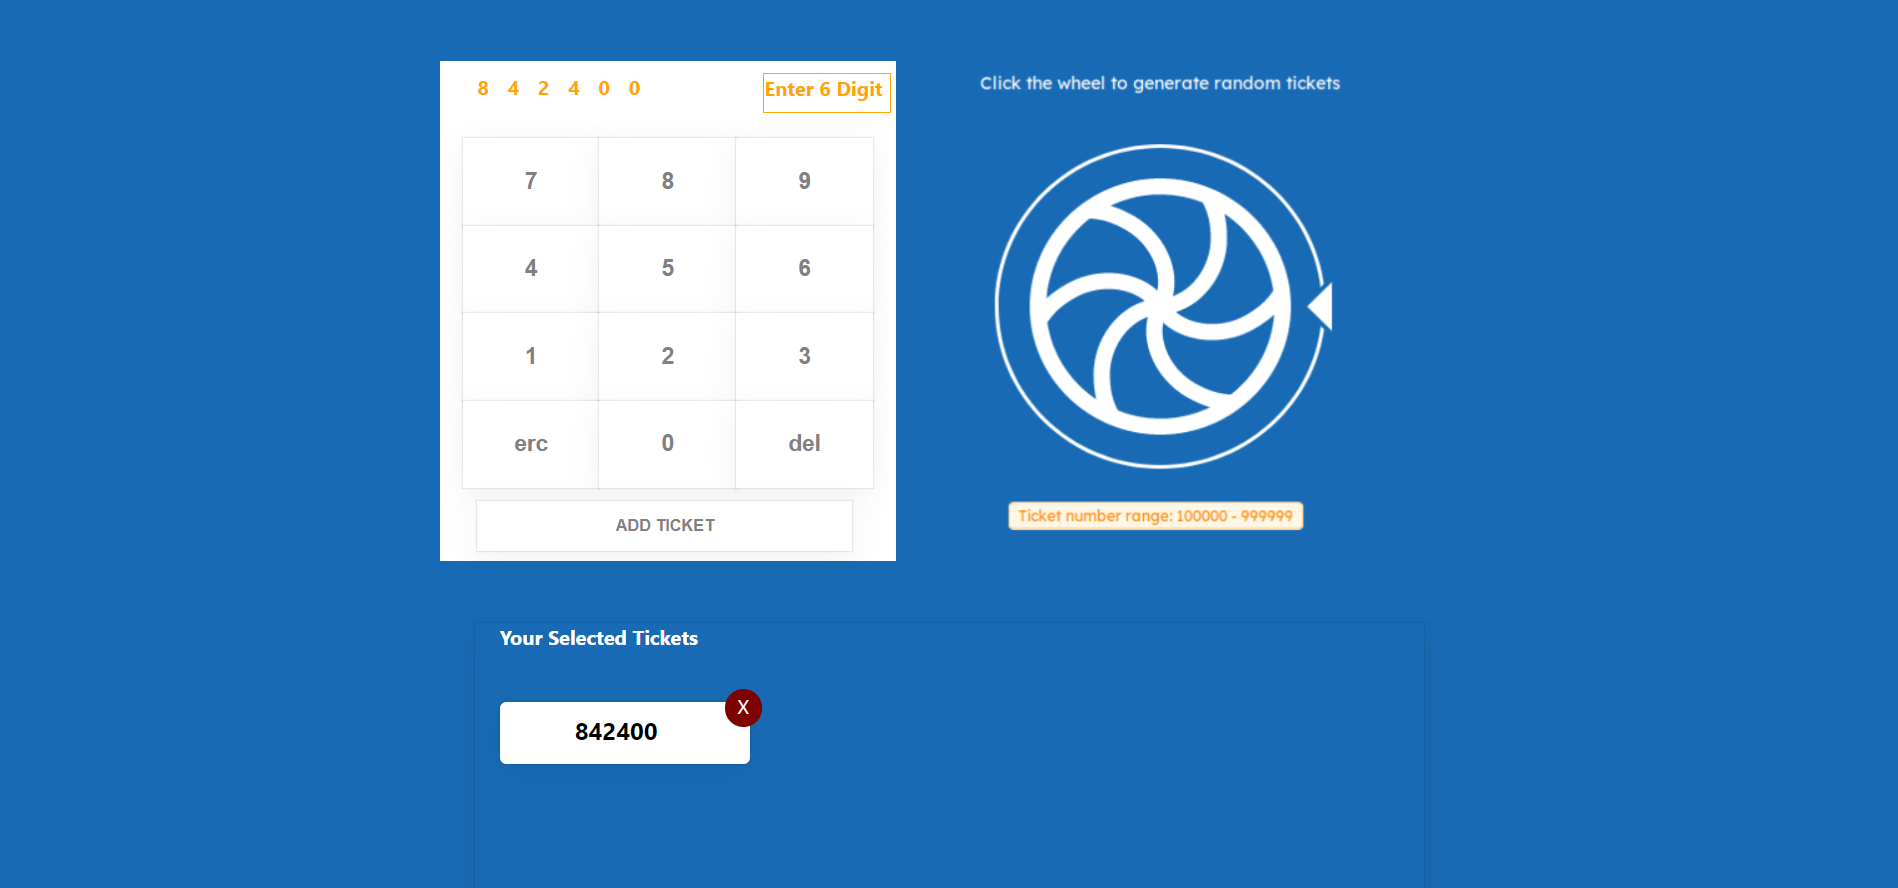 8 4 2 4 0 0
Enter 6 Digit
7 8 9
4 5 6
1 2 3
erc 0 del
ADD TICKET
Click the wheel to generate random tickets
Ticket number range: 100000 - 999999
Your Selected Tickets
842400
X